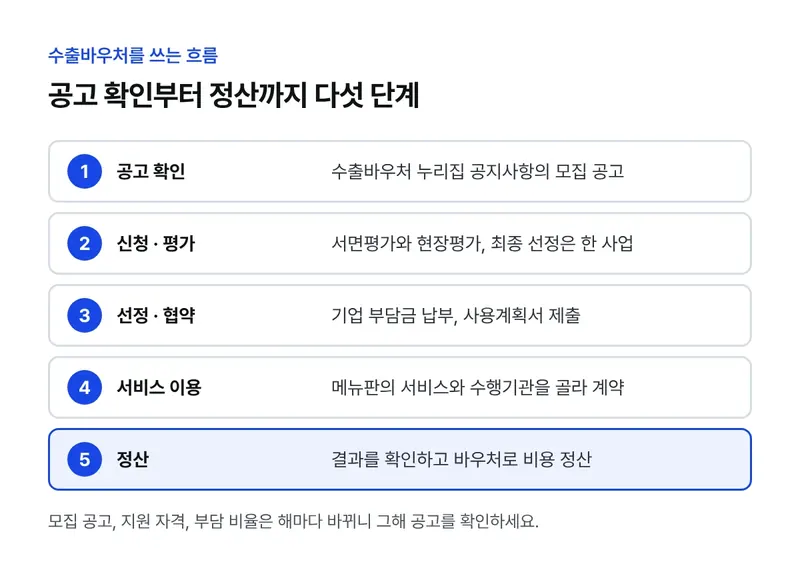 수출바우처를 쓰는 흐름
공고 확인부터 정산까지 다섯 단계
1 공고 확인 수출바우처 누리집 공지사항의 모집 공고
2 신청 · 평가 서면평가와 현장평가, 최종 선정은 한 사업
3 선정 · 협약 기업 부담금 납부, 사용계획서 제출
4 서비스 이용 메뉴판의 서비스와 수행기관을 골라 계약
5 정산 결과를 확인하고 바우처로 비용 정산
모집 공고, 지원 자격, 부담 비율은 해마다 바뀌니 그해 공고를 확인하세요.